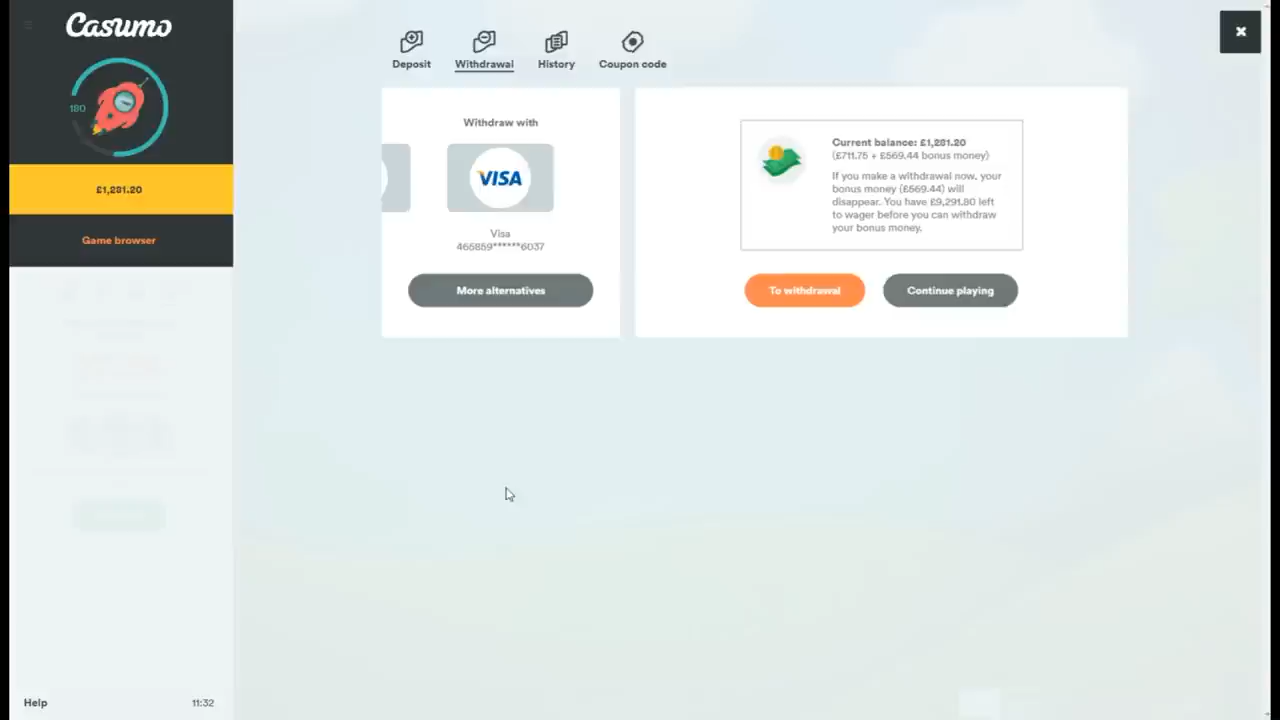 Casumo
180
£1,281.20
Game browser
Help
11:32
Deposit
Withdrawal
History
Coupon code
Withdraw with
VISA
Visa
465859******6037
More alternatives
Current balance: £1,281.20
(£711.75 + £569.44 bonus money)
If you make a withdrawal now, your
bonus money (£569.44) will
disappear. You have £9,291.80 left
to wager before you can withdraw
your bonus money.
To withdrawal
Continue playing